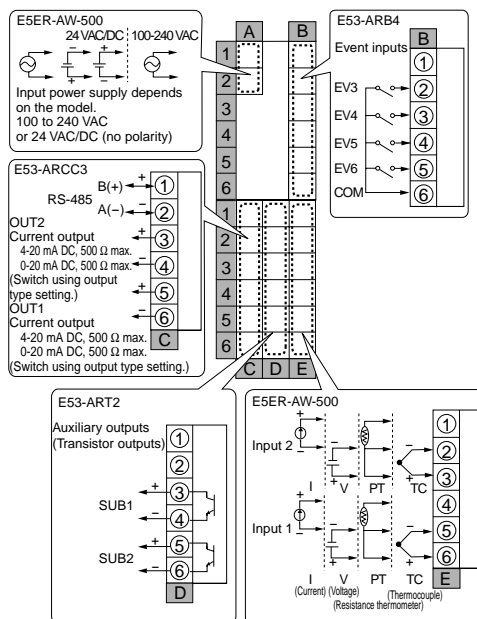 E5ER-AW-500
24 VAC/DC 100-240 VAC
+ − −
− + +
Input power supply depends
on the model.
100 to 240 VAC
or 24 VAC/DC (no polarity)
A B
1
2
3
4
5
6
1
2
3
4
5
6
C D E
E53-ARB4
Event inputs
B
1
EV3 2
EV4 3
EV5 4
EV6 5
COM 6
E53-ARCC3
RS-485
B(+) + 1
A(−) − 2
OUT2 + 3
Current output
4-20 mA DC, 500 Ω max. − 4
0-20 mA DC, 500 Ω max.
(Switch using output
type setting.) + 5
OUT1 − 6
Current output
4-20 mA DC, 500 Ω max.
0-20 mA DC, 500 Ω max.
(Switch using output type setting.)
C
E53-ART2
Auxiliary outputs
(Transistor outputs)
1
2
SUB1 + 3
− 4
SUB2 + 5
− 6
D
E5ER-AW-500
1
2
3
4
5
6
E
Input 2 + − − +
− +
I V PT TC
Input 1 + − − +
− +
I V PT TC
(Current) (Voltage) (Thermocouple)
(Resistance thermometer)